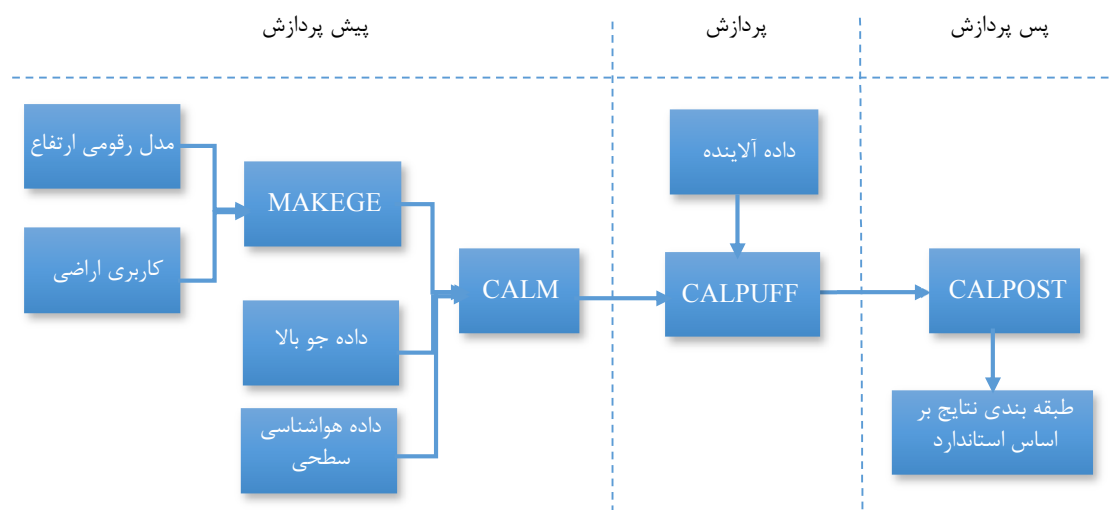 پیش پردازش
پردازش
پس پردازش
مدل رقومی ارتفاع
کاربری اراضی
MAKEGE
داده جو بالا
داده هواشناسی
سطحی
CALM
داده آلاینده
CALPUFF
CALPOST
طبقه بندی نتایج بر
اساس استاندارد